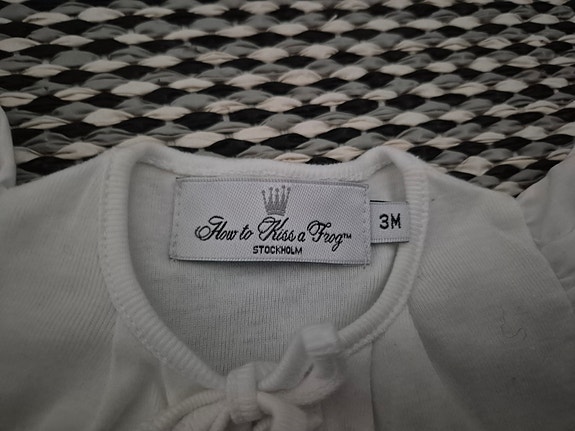 How to Kiss a Frog™
STOCKHOLM
3M